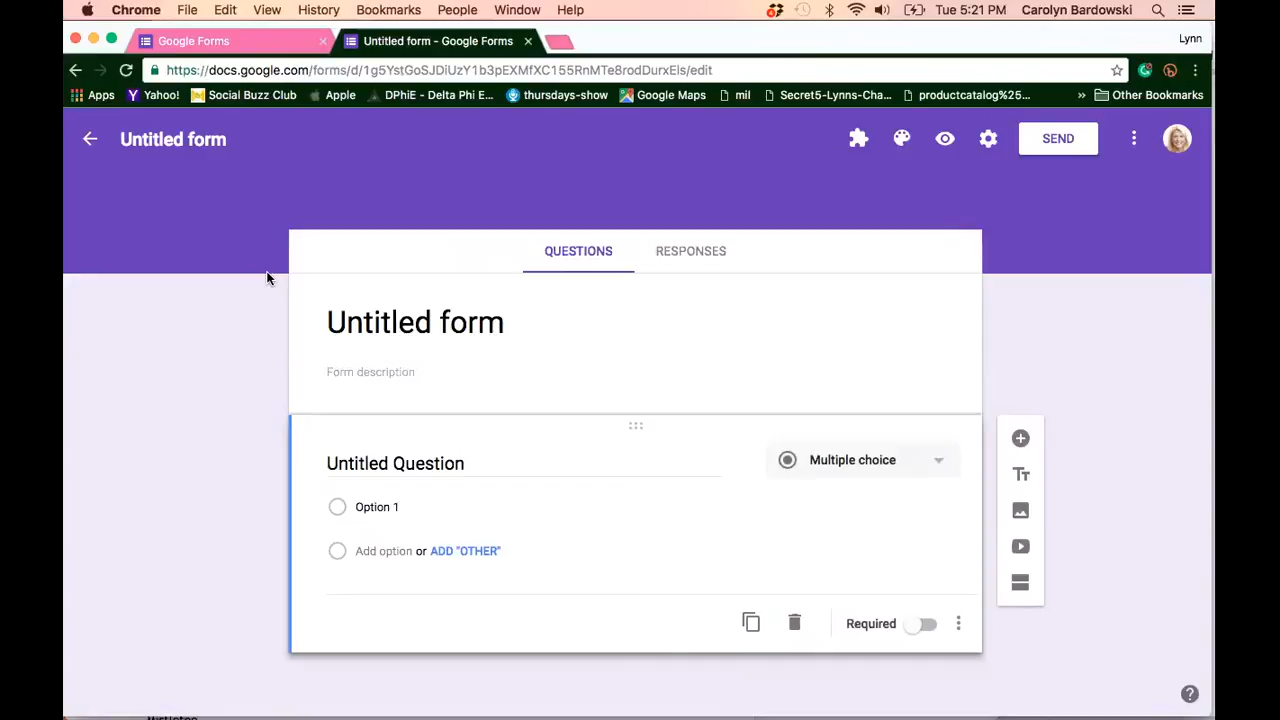 Chrome File Edit View History Bookmarks People Window Help Tue 5:21 PM Carolyn Bardowski
Google Forms × Untitled form - Google Forms × Lynn
https://docs.google.com/forms/d/1g5YstGoSJDiUzY1b3pEXMfXC155RnMTe8rodDurxEls/edit
Apps Yahoo! Social Buzz Club Apple DPhiE - Delta Phi E... thursdays-show Google Maps mil Secret5-Lynns-Cha... productcatalog%25... » Other Bookmarks
Untitled form SEND
QUESTIONS RESPONSES
Untitled form
Form description
Untitled Question Multiple choice
Option 1
Add option or ADD "OTHER"
Required